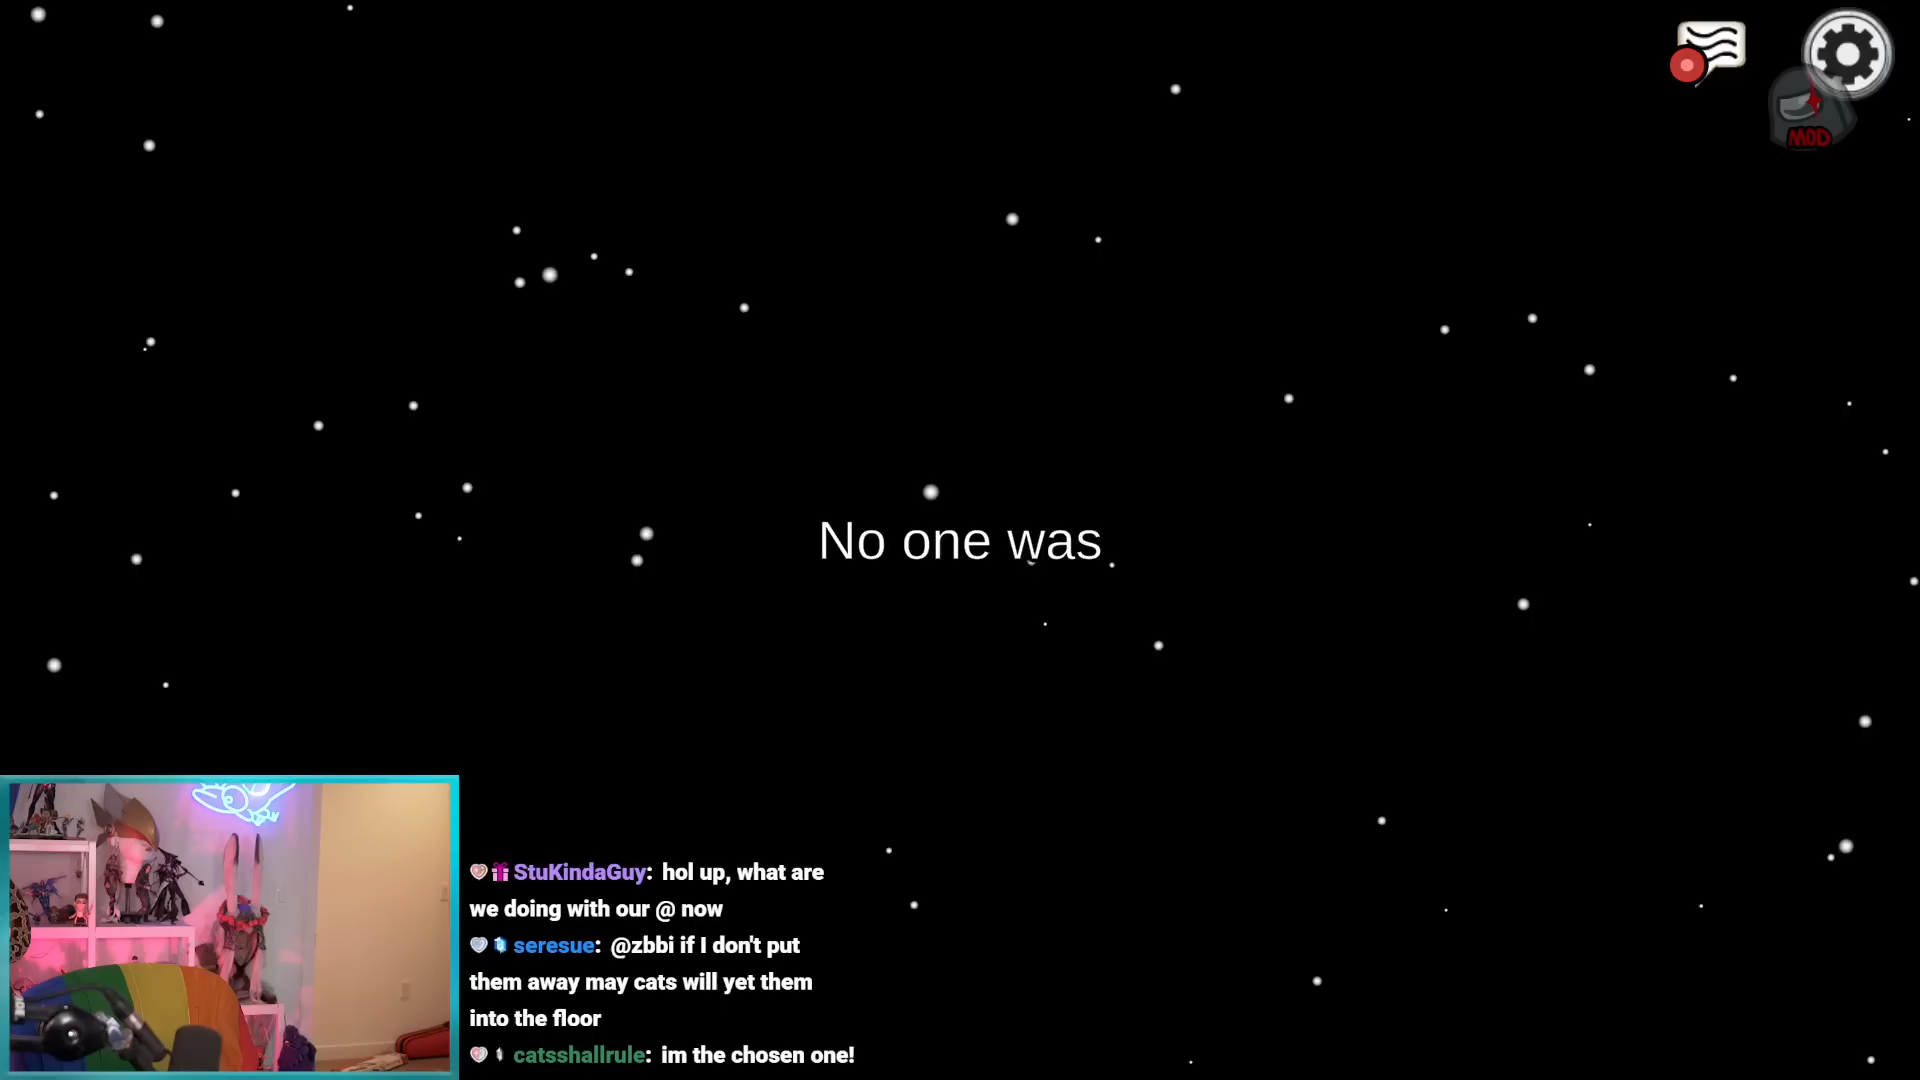 MOD
No one was
StuKindaGuy: hol up, what are
we doing with our @ now
seresue: @zbbi if I don't put
them away may cats will yet them
into the floor
catsshallrule: im the chosen one!